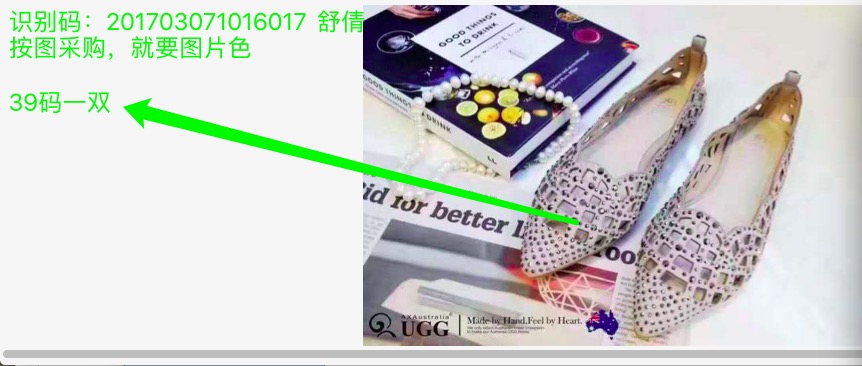 识别码：201703071016017 舒倩
按图采购，就要图片色
39码一双
GOOD THINGS
TO DRINK
GOOD THINGS
DRINK
LL
id for better
AXAustralia
UGG
Made by Hand.Feel by Heart.